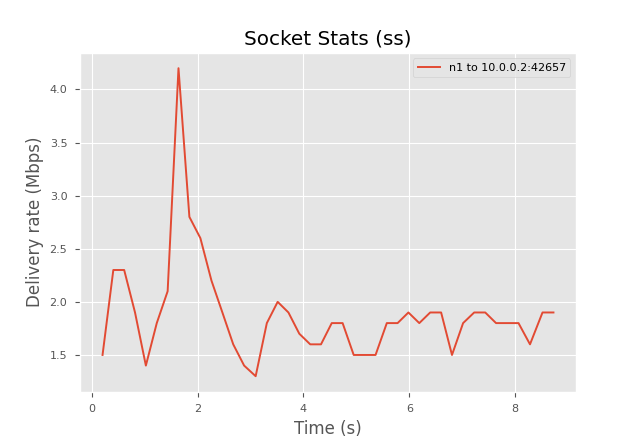 Socket Stats (ss)
n1 to 10.0.0.2:42657
Delivery rate (Mbps)
4.0
3.5
3.0
2.5
2.0
1.5
0 2 4 6 8
Time (s)